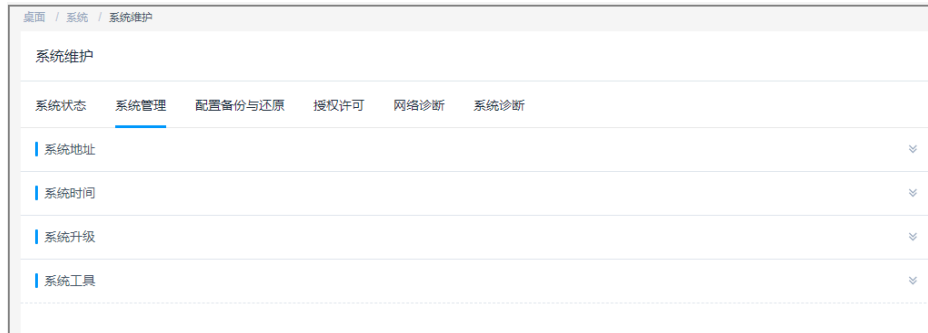 桌面 / 系统 / 系统维护
系统维护
系统状态 系统管理 配置备份与还原 授权许可 网络诊断 系统诊断
系统地址
系统时间
系统升级
系统工具